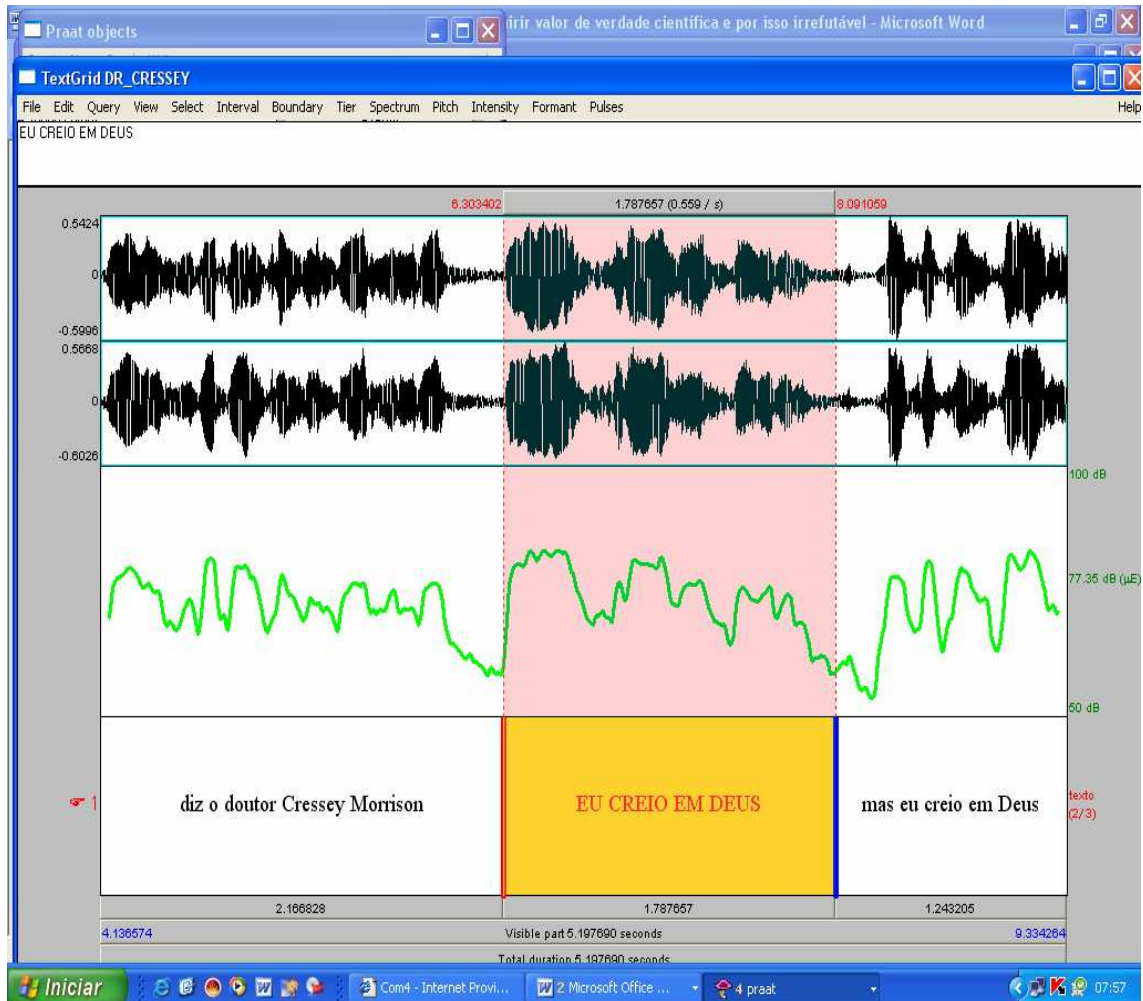 Praat objects
irir valor de verdade científica e por isso irrefutável - Microsoft Word
TextGrid DR_CRESSEY
File Edit Query View Select Interval Boundary Tier Spectrum Pitch Intensity Formant Pulses Help
EU CREIO EM DEUS
6.303402 1.787657 (0.559 / s) 8.091059
0.5424
0
-0.5996
0.5668
0
-0.6026
100 dB
77.35 dB (µE)
50 dB
1 diz o doutor Cressey Morrison EU CREIO EM DEUS mas eu creio em Deus texto
(2/3)
2.166828 1.787657 1.243205
4.136574 Visible part 5.197690 seconds 9.334264
Total duration 5.197690 seconds
Iniciar Com4 - Internet Provi... 2 Microsoft Office ... 4 praat 07:57